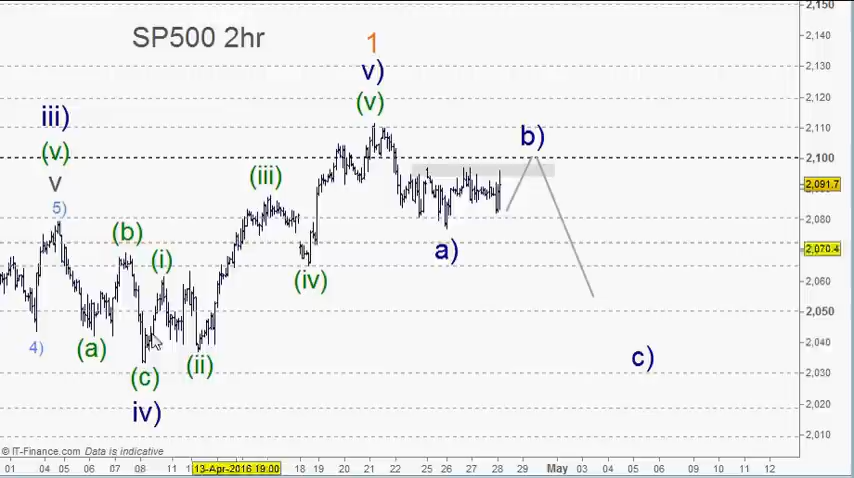 SP500 2hr
1
v)
(v)
iii)
(v)
v
5)
(iii)
(b)
(i)
b)
a)
(iv)
4)
(a)
(ii)
(c)
iv)
c)
2,150
2,140
2,130
2,120
2,110
2,100
2,091.7
2,080
2,070.4
2,060
2,050
2,040
2,030
2,020
2,010
© IT-Finance.com Data is indicative
01 04 05 06 07 08 11 13-Apr-2016 19:00 18 19 20 21 22 25 26 27 28 29 May 03 04 05 06 09 10 11 12